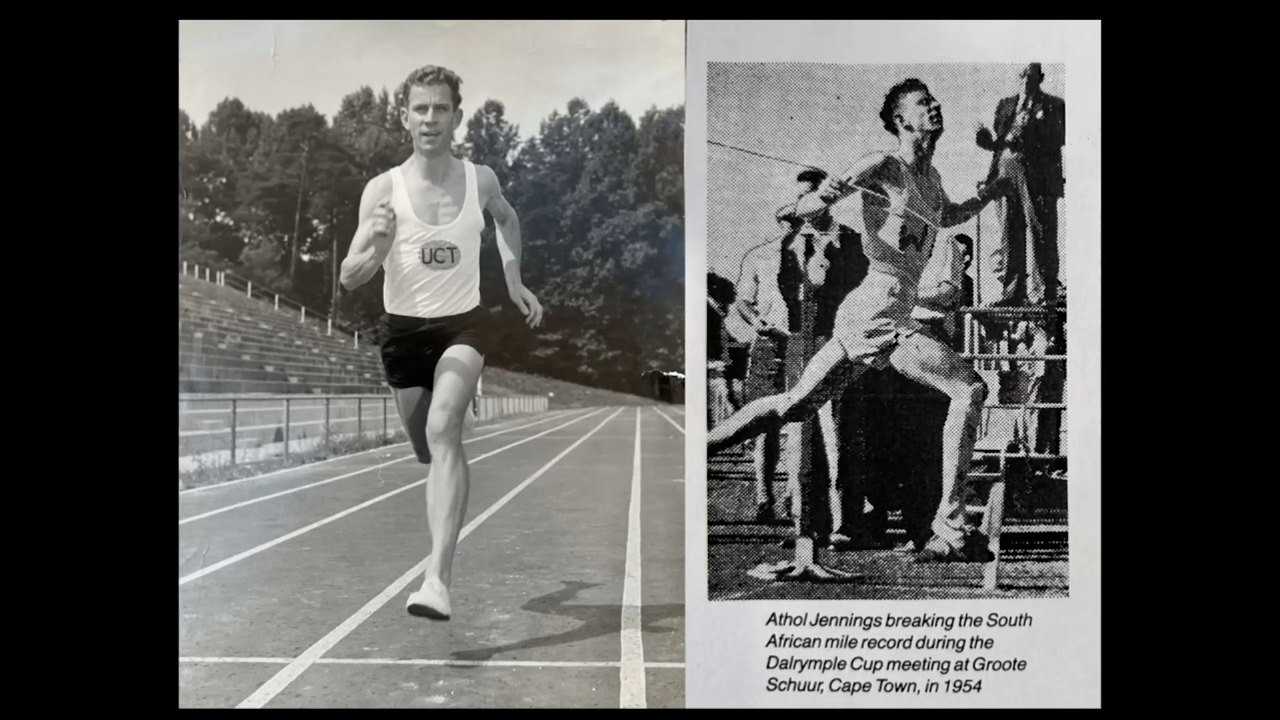 UCT
W
Athol Jennings breaking the South
African mile record during the
Dalrymple Cup meeting at Groote
Schuur, Cape Town, in 1954